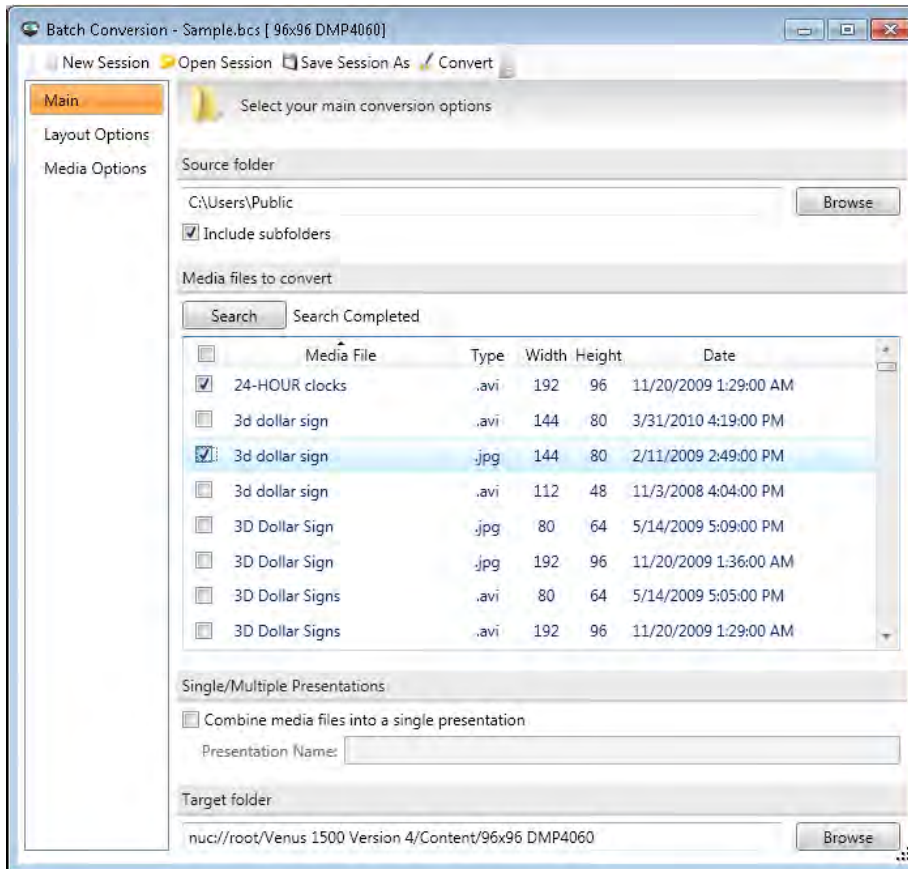 Batch Conversion - Sample.bcs [ 96x96 DMP4060]
New Session Open Session Save Session As Convert
Main
Layout Options
Media Options
Select your main conversion options
Source folder
C:\Users\Public Browse
Include subfolders
Media files to convert
Search Search Completed
Media File Type Width Height Date
24-HOUR clocks .avi 192 96 11/20/2009 1:29:00 AM
3d dollar sign .avi 144 80 3/31/2010 4:19:00 PM
3d dollar sign .jpg 144 80 2/11/2009 2:49:00 PM
3d dollar sign .avi 112 48 11/3/2008 4:04:00 PM
3D Dollar Sign .jpg 80 64 5/14/2009 5:09:00 PM
3D Dollar Sign .jpg 192 96 11/20/2009 1:36:00 AM
3D Dollar Signs .avi 80 64 5/14/2009 5:05:00 PM
3D Dollar Signs .avi 192 96 11/20/2009 1:29:00 AM
Single/Multiple Presentations
Combine media files into a single presentation
Presentation Name:
Target folder
nuc://root/Venus 1500 Version 4/Content/96x96 DMP4060 Browse